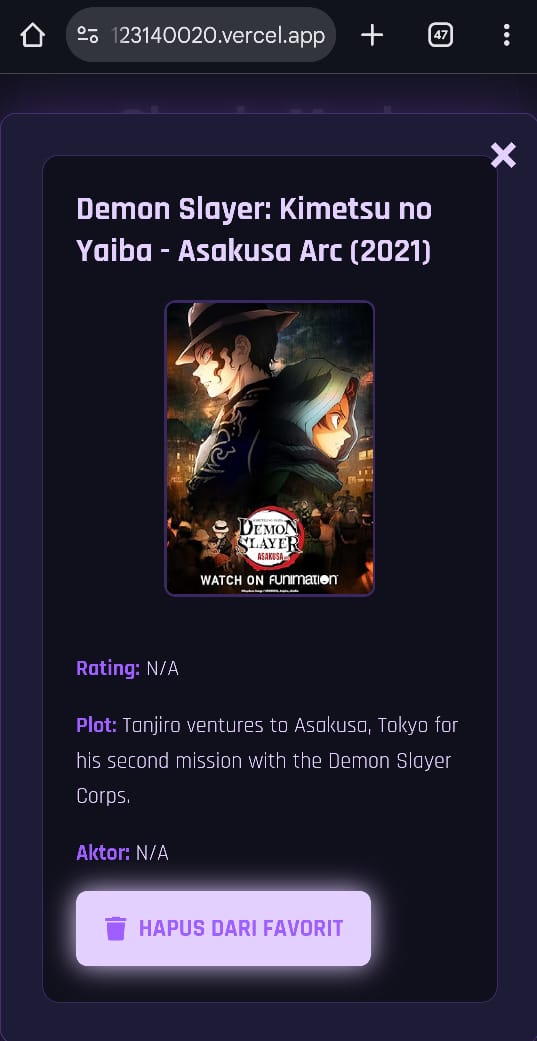 123140020.vercel.app
47
Demon Slayer: Kimetsu no
Yaiba - Asakusa Arc (2021)
DEMON
SLAYER
ASAKUSA
WATCH ON FUNIMATION
Rating: N/A
Plot: Tanjiro ventures to Asakusa, Tokyo for
his second mission with the Demon Slayer
Corps.
Aktor: N/A
HAPUS DARI FAVORIT